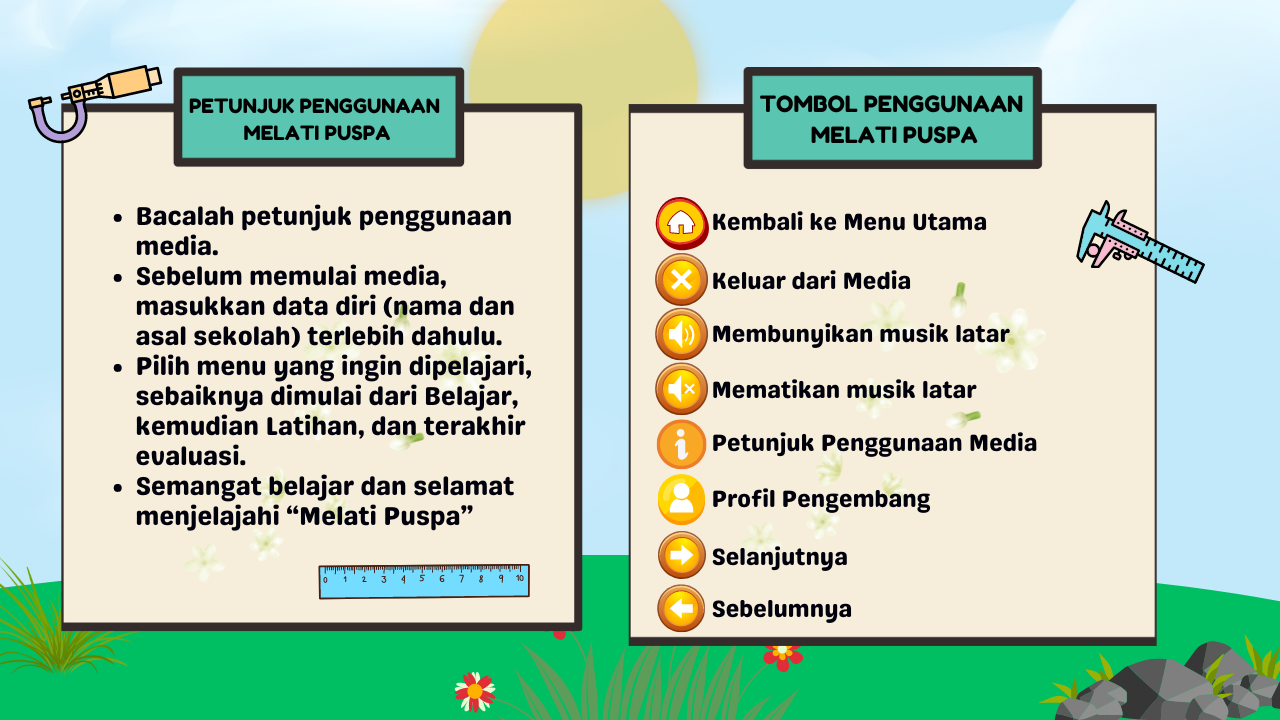 PETUNJUK PENGGUNAAN
MELATI PUSPA
• Bacalah petunjuk penggunaan
media.
• Sebelum memulai media,
masukkan data diri (nama dan
asal sekolah) terlebih dahulu.
• Pilih menu yang ingin dipelajari,
sebaiknya dimulai dari Belajar,
kemudian Latihan, dan terakhir
evaluasi.
• Semangat belajar dan selamat
menjelajahi “Melati Puspa”
0 1 2 3 4 5 6 7 8 9 10
TOMBOL PENGGUNAAN
MELATI PUSPA
Kembali ke Menu Utama
Keluar dari Media
Membunyikan musik latar
Mematikan musik latar
Petunjuk Penggunaan Media
Profil Pengembang
Selanjutnya
Sebelumnya